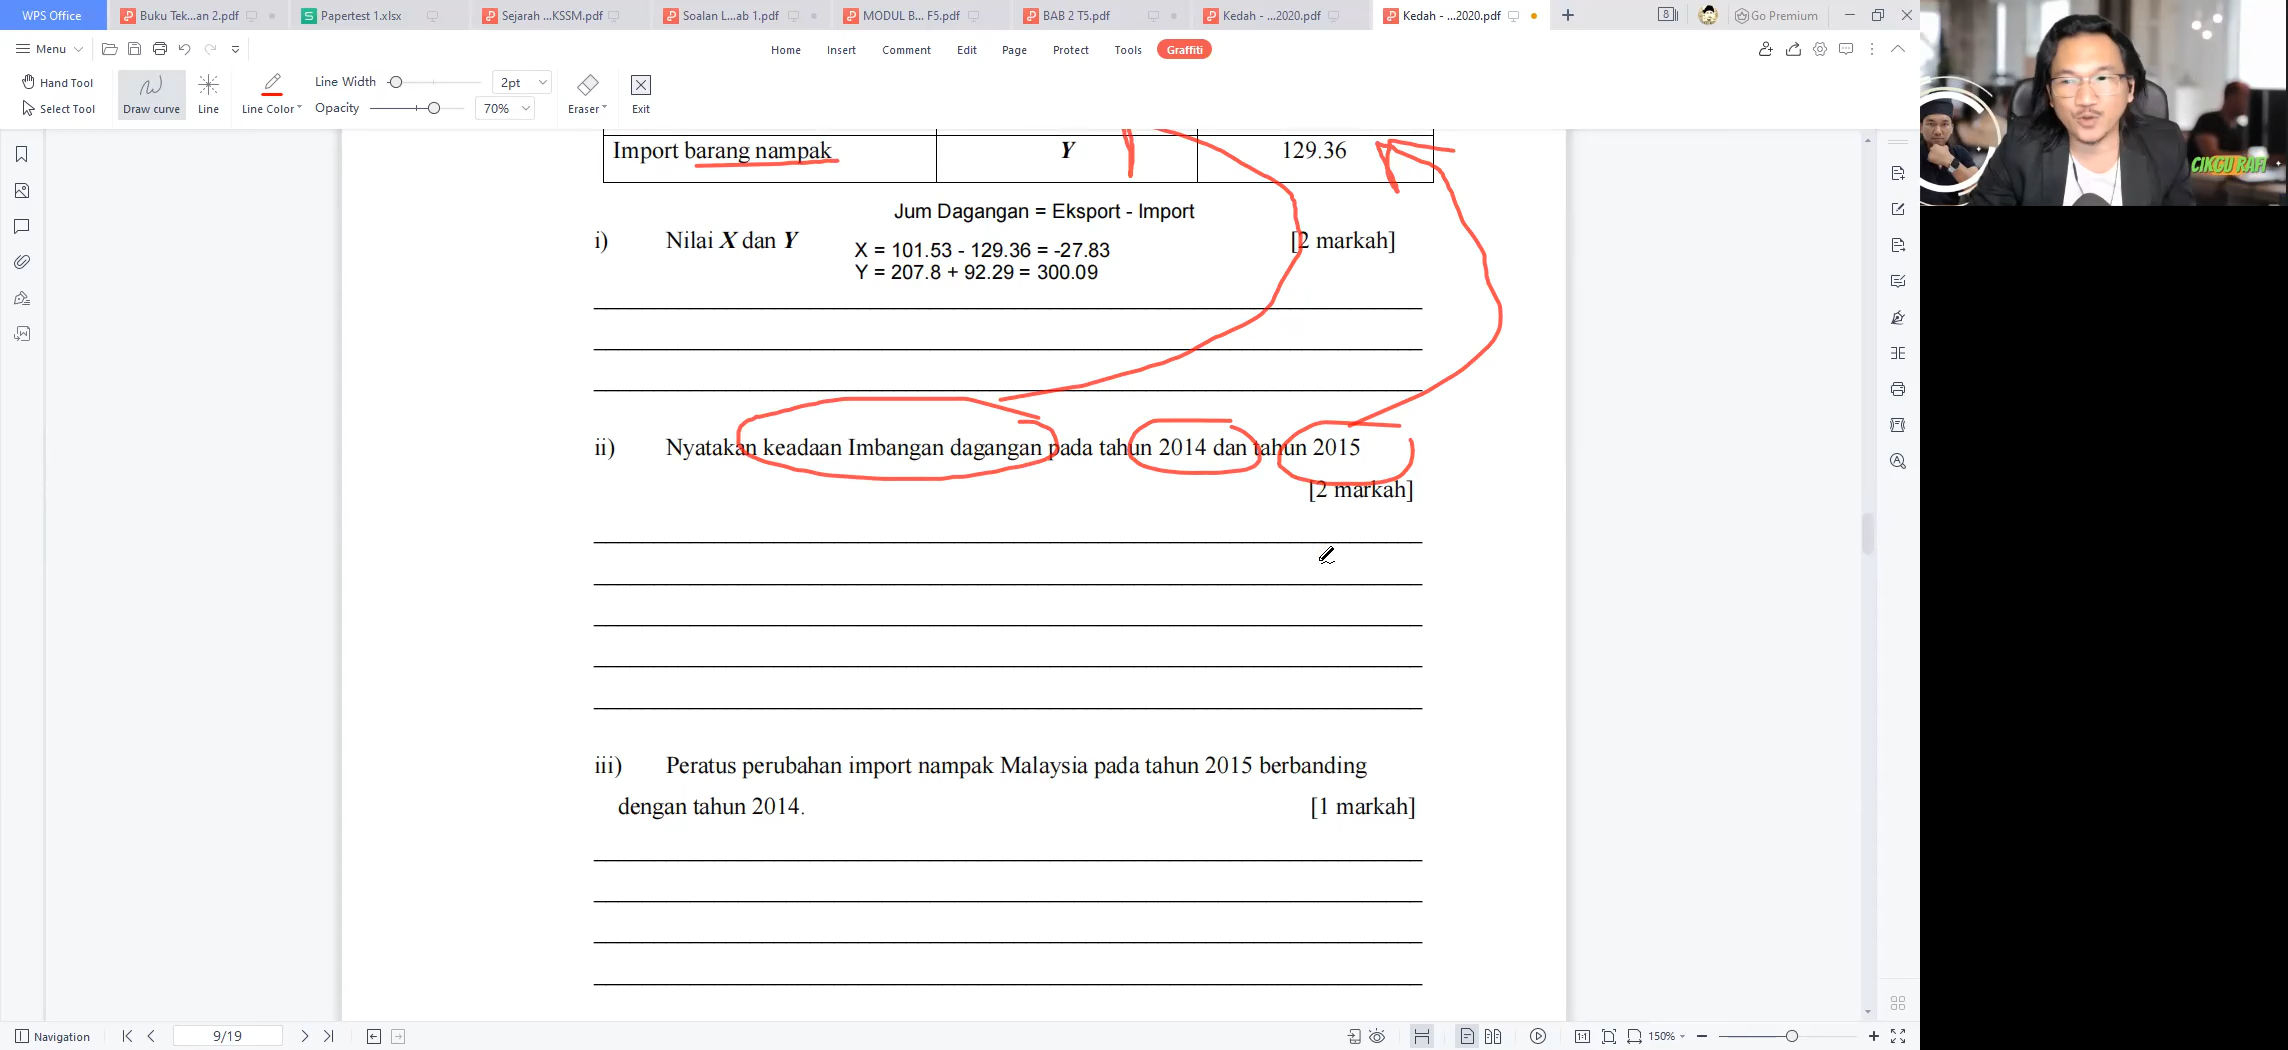 WPS Office
Buku Tek...an 2.pdf
Papertest 1.xlsx
Sejarah ...KSSM.pdf
Soalan L...ab 1.pdf
MODUL B... F5.pdf
BAB 2 T5.pdf
Kedah - ...2020.pdf
Kedah - ...2020.pdf
8
Go Premium
Menu
Home Insert Comment Edit Page Protect Tools Graffiti
Hand Tool
Select Tool
Draw curve
Line
Line Color
Line Width 2pt
Opacity 70%
Eraser
Exit
CIKGU RAFI
Import barang nampak Y 129.36
Jum Dagangan = Eksport - Import
i) Nilai X dan Y [2 markah]
X = 101.53 - 129.36 = -27.83
Y = 207.8 + 92.29 = 300.09
ii) Nyatakan keadaan Imbangan dagangan pada tahun 2014 dan tahun 2015
[2 markah]
iii) Peratus perubahan import nampak Malaysia pada tahun 2015 berbanding
dengan tahun 2014. [1 markah]
Navigation
9/19
1:1
150%